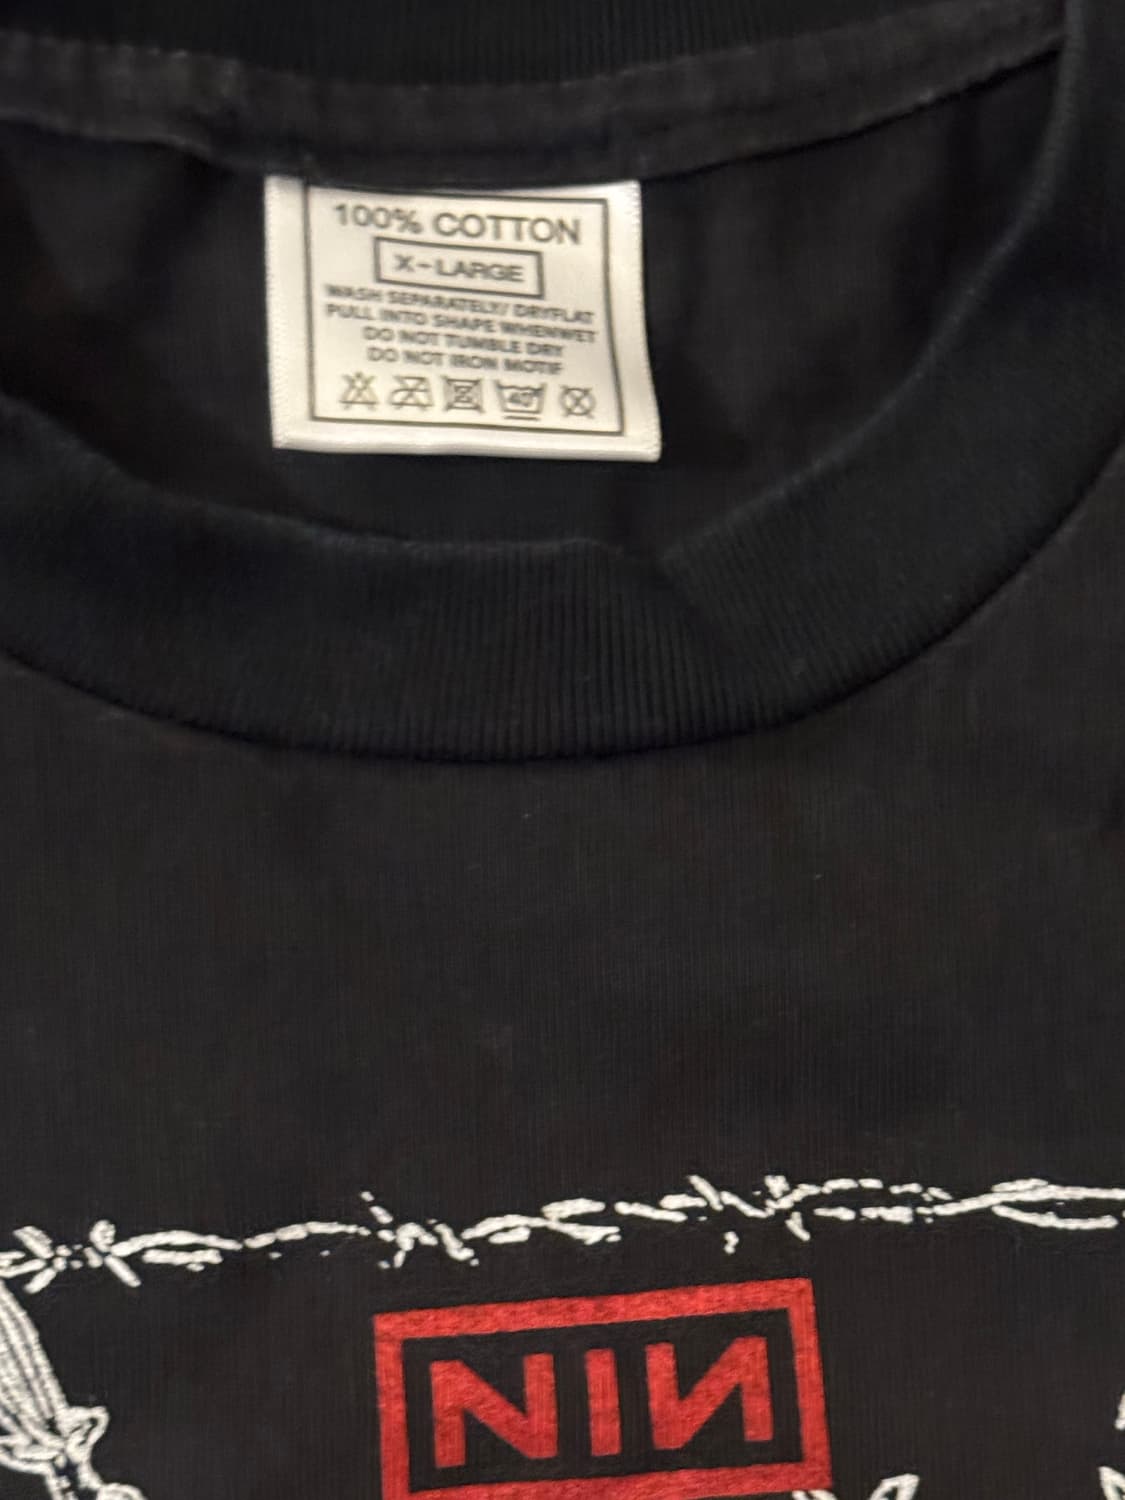 100% COTTON
X-LARGE
WASH SEPARATELY/ DRYFLAT
PULL INTO SHAPE WHENWET
DO NOT TUMBLE DRY
DO NOT IRON MOTIF
40°
NIN